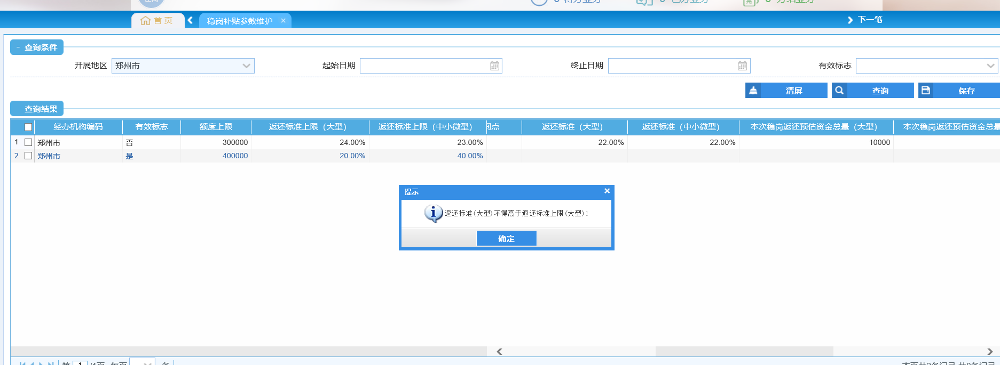 首页
稳岗补贴参数维护 ×
下一笔
- 查询条件
开展地区 郑州市 起始日期 终止日期 有效标志
清屏 查询 保存
查询结果
经办机构编码 有效标志 额度上限 返还标准上限（大型） 返还标准上限（中小微型） 间点 返还标准（大型） 返还标准（中小微型） 本次稳岗返还预估资金总量（大型） 本次稳岗返还预估资金总量
1 郑州市 否 300000 24.00% 23.00% 22.00% 22.00% 10000
2 郑州市 是 400000 20.00% 40.00%
提示 ×
返还标准(大型)不得高于返还标准上限(大型)!
确定
第 1 /1页 每页 条